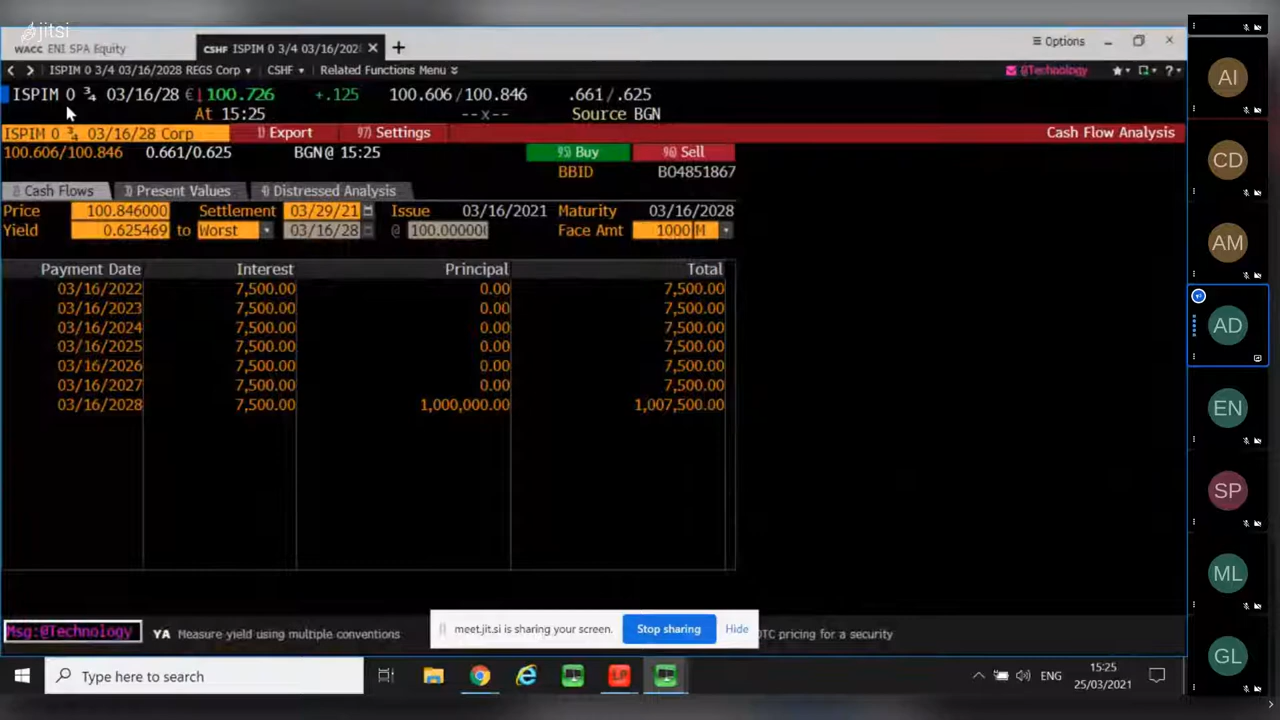 jitsi
WACC ENI SPA Equity
CSHF ISPIM 0 3/4 03/16/202
Options
ISPIM 0 3/4 03/16/2028 REGS Corp
CSHF
Related Functions Menu
@Technology
ISPIM 0 ¾ 03/16/28 € 100.726 +.125 100.606/100.846 .661/.625
At 15:25 --x-- Source BGN
ISPIM 0 ¾ 03/16/28 Corp Export 97) Settings Cash Flow Analysis
100.606/100.846 0.661/0.625 BGN@ 15:25 95) Buy 96) Sell
BBID BO4851867
Cash Flows Present Values Distressed Analysis
Price 100.846000 Settlement 03/29/21 Issue 03/16/2021 Maturity 03/16/2028
Yield 0.625469 to Worst 03/16/28 @ 100.00000 Face Amt 1000 M
Payment Date Interest Principal Total
03/16/2022 7,500.00 0.00 7,500.00
03/16/2023 7,500.00 0.00 7,500.00
03/16/2024 7,500.00 0.00 7,500.00
03/16/2025 7,500.00 0.00 7,500.00
03/16/2026 7,500.00 0.00 7,500.00
03/16/2027 7,500.00 0.00 7,500.00
03/16/2028 7,500.00 1,000,000.00 1,007,500.00
Msg:@Technology YA Measure yield using multiple conventions
meet.jit.si is sharing your screen. Stop sharing Hide
OTC pricing for a security
Type here to search
ENG
15:25
25/03/2021
AI
CD
AM
AD
EN
SP
ML
GL